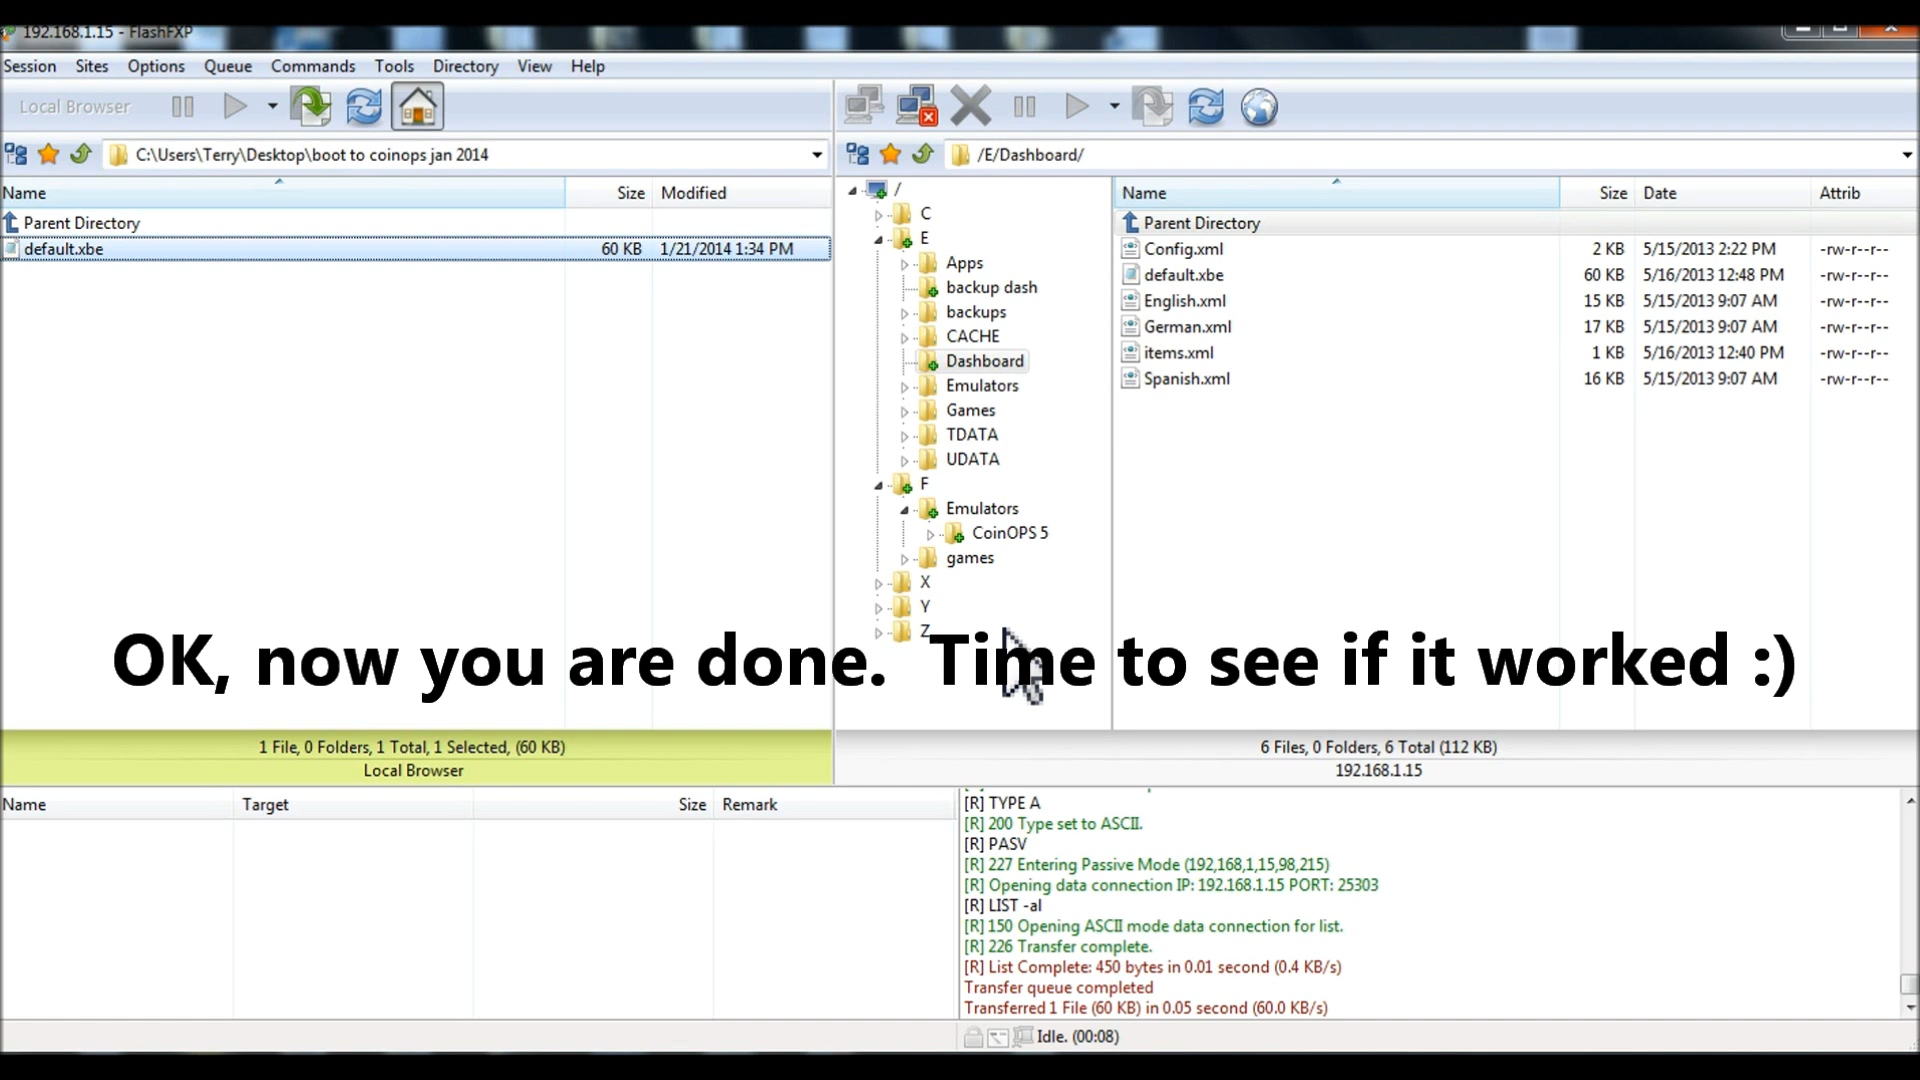 192.168.1.15 - FlashFXP
Session Sites Options Queue Commands Tools Directory View Help
Local Browser
C:\Users\Terry\Desktop\boot to coinops jan 2014
/E/Dashboard/
Name Size Modified
Parent Directory
default.xbe 60 KB 1/21/2014 1:34 PM
/
C
E
Apps
backup dash
backups
CACHE
Dashboard
Emulators
Games
TDATA
UDATA
F
Emulators
CoinOPS 5
games
X
Y
Z
Name Size Date Attrib
Parent Directory
Config.xml 2 KB 5/15/2013 2:22 PM -rw-r--r--
default.xbe 60 KB 5/16/2013 12:48 PM -rw-r--r--
English.xml 15 KB 5/15/2013 9:07 AM -rw-r--r--
German.xml 17 KB 5/15/2013 9:07 AM -rw-r--r--
items.xml 1 KB 5/16/2013 12:40 PM -rw-r--r--
Spanish.xml 16 KB 5/15/2013 9:07 AM -rw-r--r--
OK, now you are done. Time to see if it worked :)
1 File, 0 Folders, 1 Total, 1 Selected, (60 KB)
Local Browser
6 Files, 0 Folders, 6 Total (112 KB)
192.168.1.15
Name Target Size Remark
[R] TYPE A
[R] 200 Type set to ASCII.
[R] PASV
[R] 227 Entering Passive Mode (192,168,1,15,98,215)
[R] Opening data connection IP: 192.168.1.15 PORT: 25303
[R] LIST -al
[R] 150 Opening ASCII mode data connection for list.
[R] 226 Transfer complete.
[R] List Complete: 450 bytes in 0.01 second (0.4 KB/s)
Transfer queue completed
Transferred 1 File (60 KB) in 0.05 second (60.0 KB/s)
Idle. (00:08)